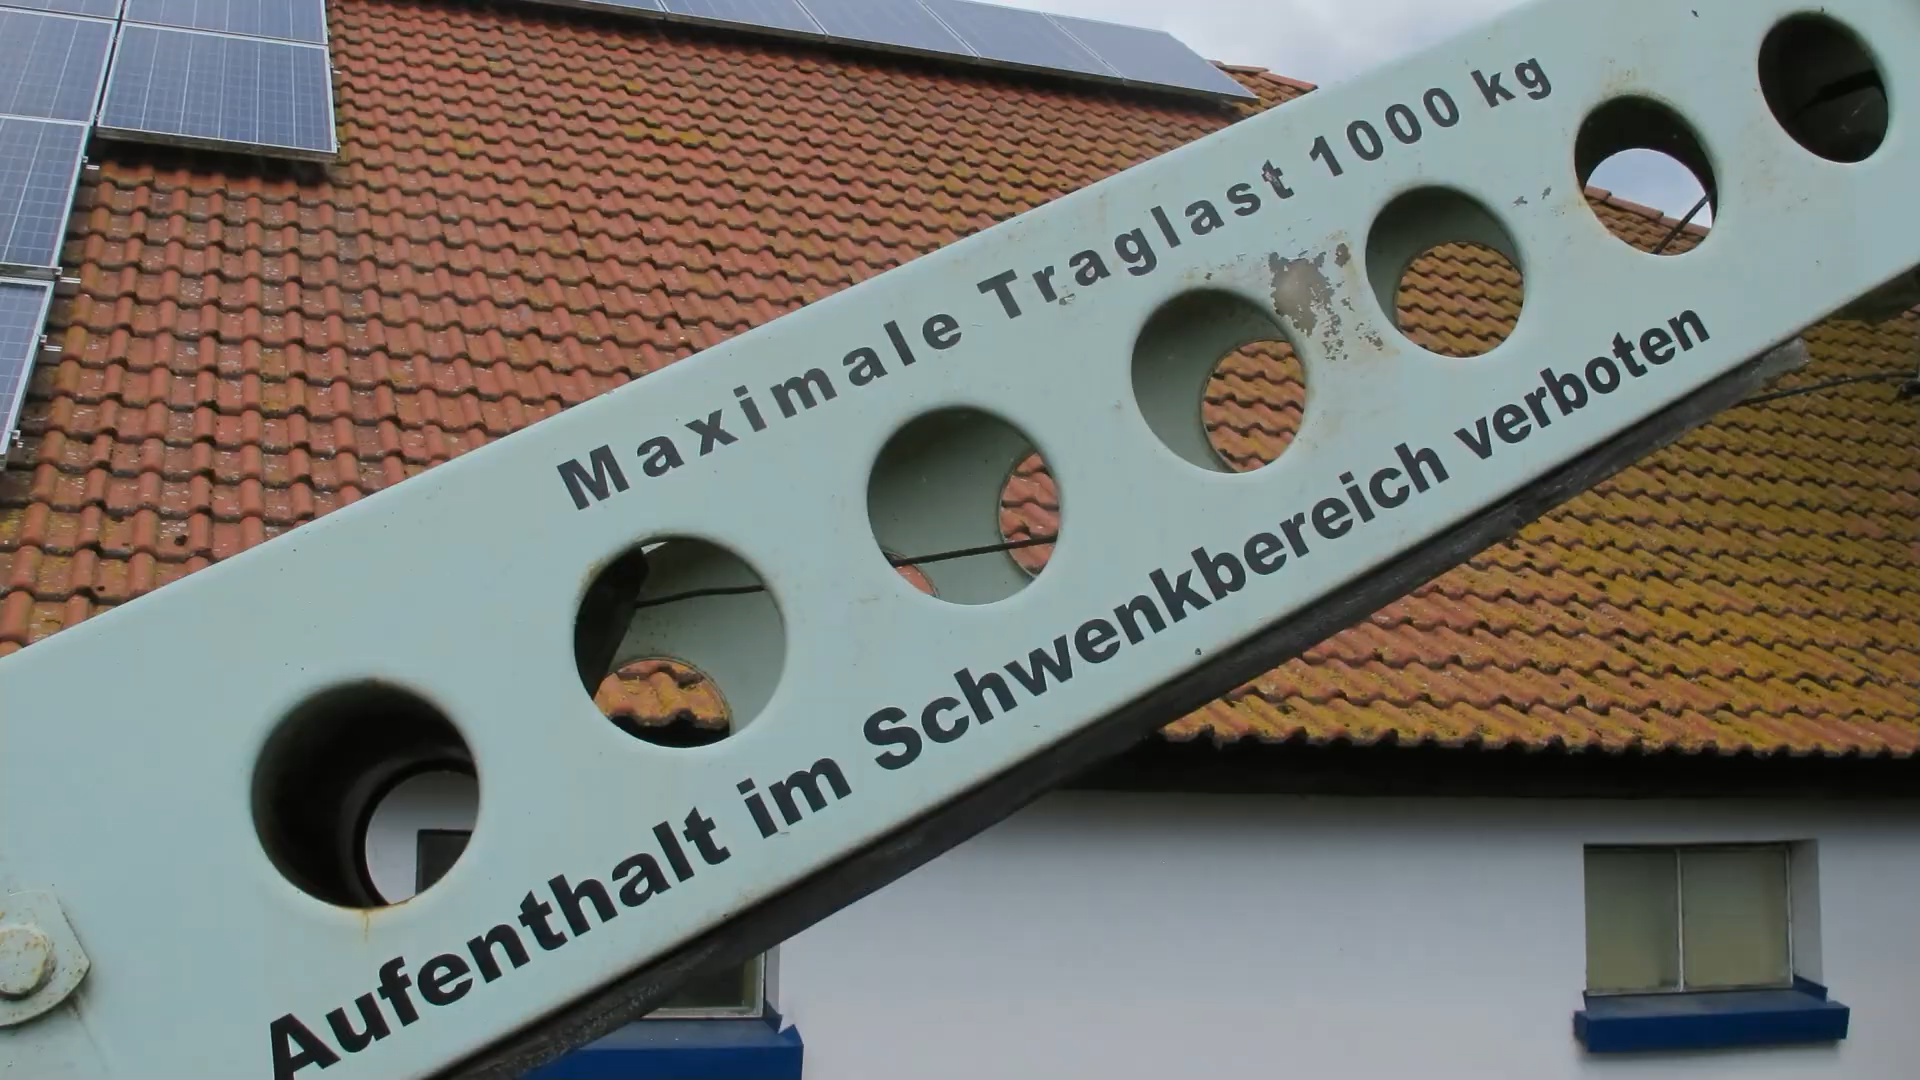 Maximale Traglast 1000 kg
Aufenthalt im Schwenkbereich verboten